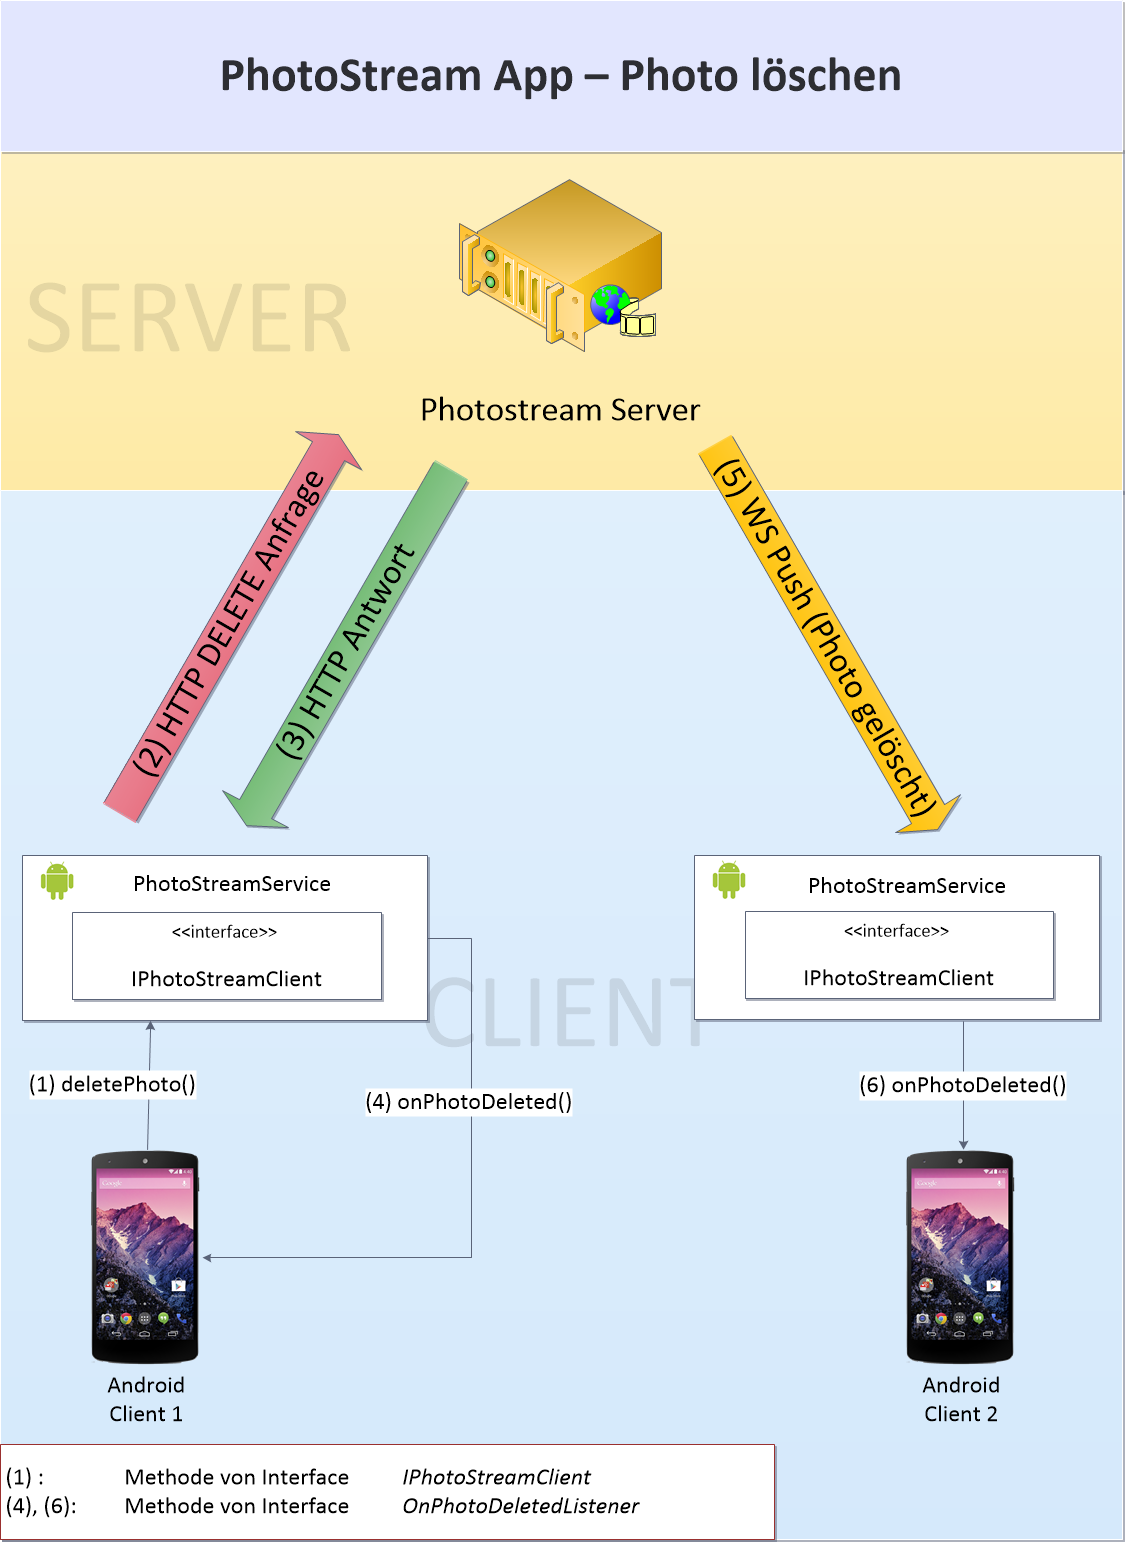 PhotoStream App – Photo löschen
SERVER
Photostream Server
(2) HTTP DELETE Anfrage
(3) HTTP Antwort
(5) WS Push (Photo gelöscht)
PhotoStreamService
<<interface>>
IPhotoStreamClient
PhotoStreamService
<<interface>>
IPhotoStreamClient
CLIENT
(1) deletePhoto()
(4) onPhotoDeleted()
(6) onPhotoDeleted()
Google
Google
Android
Client 1
Android
Client 2
(1) : Methode von Interface IPhotoStreamClient
(4), (6): Methode von Interface OnPhotoDeletedListener